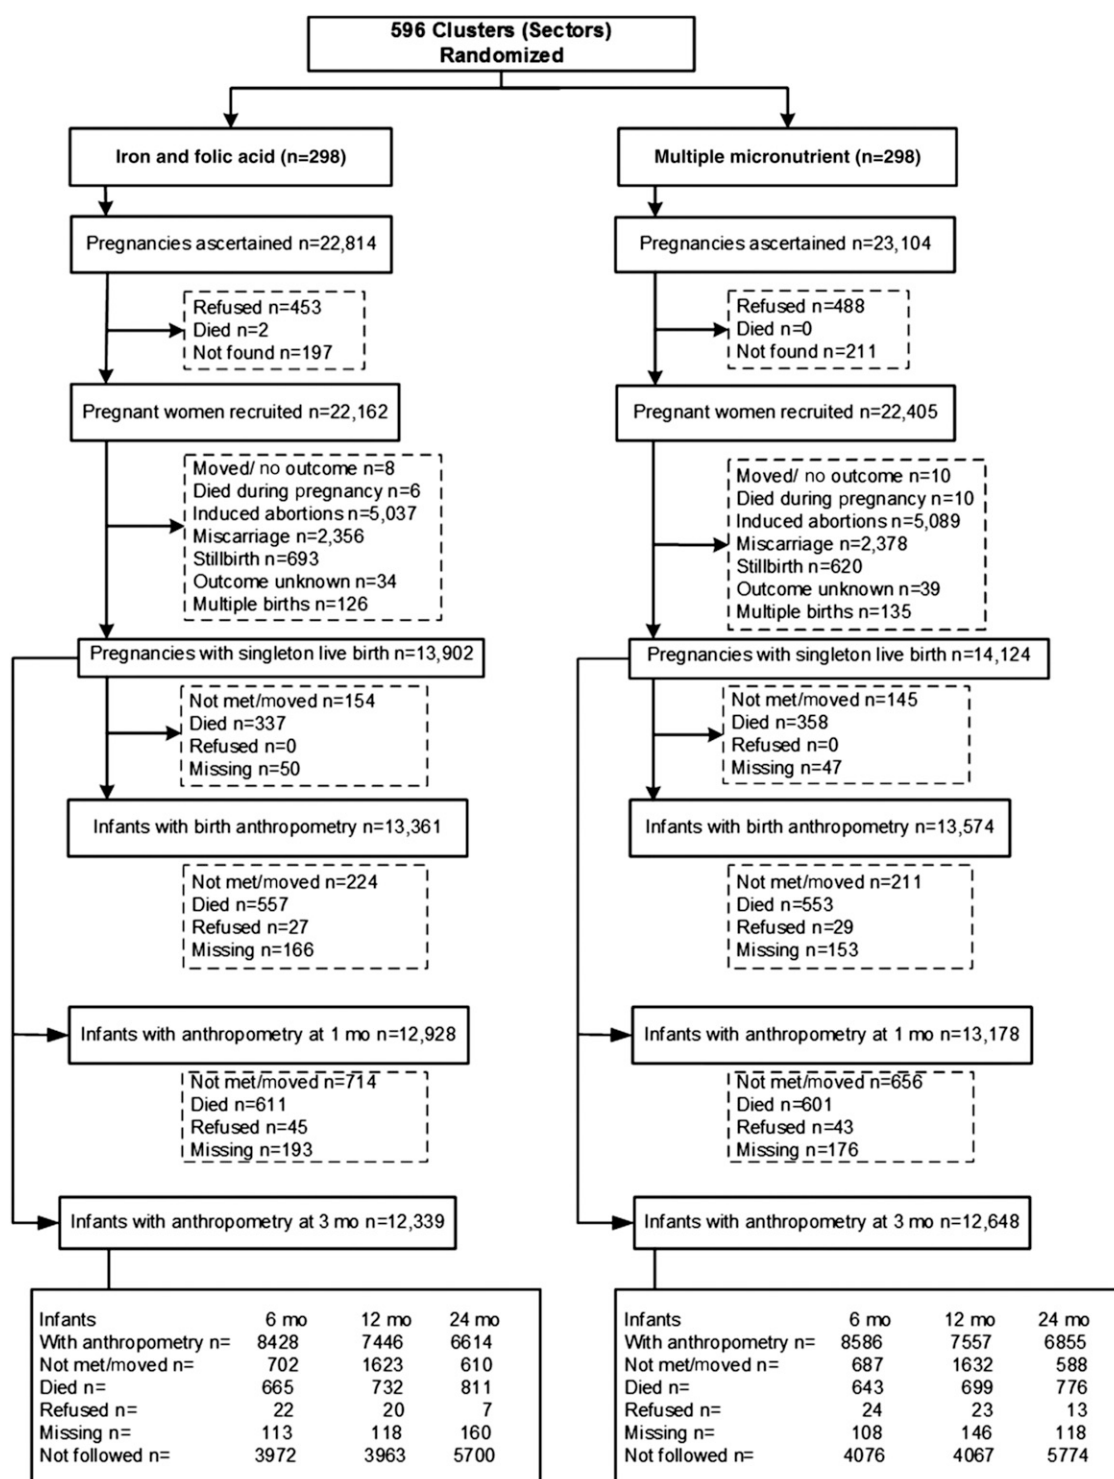 596 Clusters (Sectors)
Randomized
Iron and folic acid (n=298)
Pregnancies ascertained n=22,814
Refused n=453
Died n=2
Not found n=197
Pregnant women recruited n=22,162
Moved/ no outcome n=8
Died during pregnancy n=6
Induced abortions n=5,037
Miscarriage n=2,356
Stillbirth n=693
Outcome unknown n=34
Multiple births n=126
Pregnancies with singleton live birth n=13,902
Not met/moved n=154
Died n=337
Refused n=0
Missing n=50
Infants with birth anthropometry n=13,361
Not met/moved n=224
Died n=557
Refused n=27
Missing n=166
Infants with anthropometry at 1 mo n=12,928
Not met/moved n=714
Died n=611
Refused n=45
Missing n=193
Infants with anthropometry at 3 mo n=12,339
Infants 6 mo 12 mo 24 mo
With anthropometry n= 8428 7446 6614
Not met/moved n= 702 1623 610
Died n= 665 732 811
Refused n= 22 20 7
Missing n= 113 118 160
Not followed n= 3972 3963 5700
Multiple micronutrient (n=298)
Pregnancies ascertained n=23,104
Refused n=488
Died n=0
Not found n=211
Pregnant women recruited n=22,405
Moved/ no outcome n=10
Died during pregnancy n=10
Induced abortions n=5,089
Miscarriage n=2,378
Stillbirth n=620
Outcome unknown n=39
Multiple births n=135
Pregnancies with singleton live birth n=14,124
Not met/moved n=145
Died n=358
Refused n=0
Missing n=47
Infants with birth anthropometry n=13,574
Not met/moved n=211
Died n=553
Refused n=29
Missing n=153
Infants with anthropometry at 1 mo n=13,178
Not met/moved n=656
Died n=601
Refused n=43
Missing n=176
Infants with anthropometry at 3 mo n=12,648
Infants 6 mo 12 mo 24 mo
With anthropometry n= 8586 7557 6855
Not met/moved n= 687 1632 588
Died n= 643 699 776
Refused n= 24 23 13
Missing n= 108 146 118
Not followed n= 4076 4067 5774